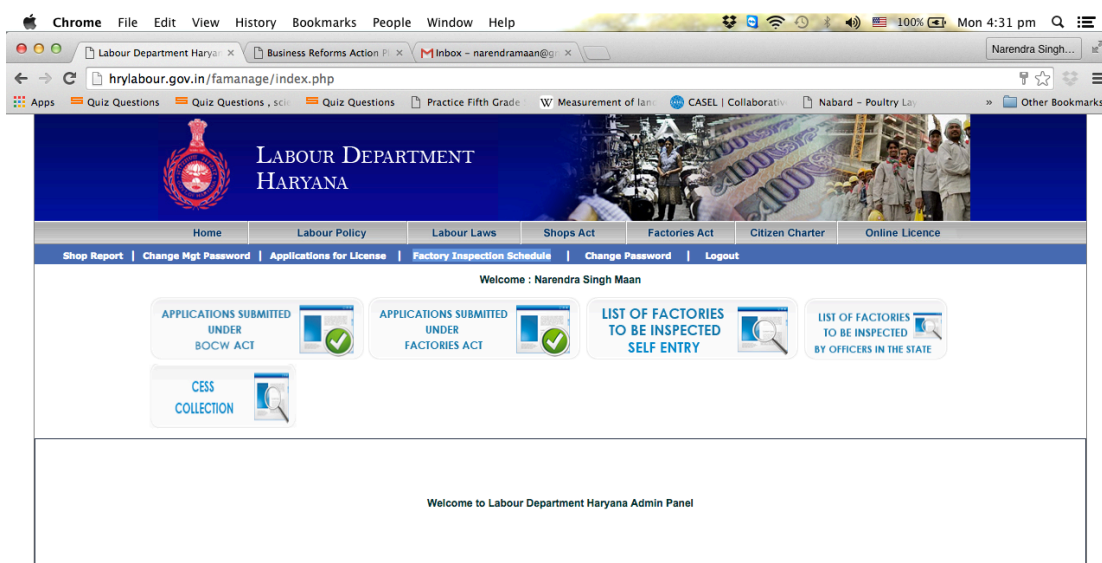 Chrome File Edit View History Bookmarks People Window Help 100% Mon 4:31 pm
Labour Department Haryan Business Reforms Action Pl Inbox – narendramaan@gm Narendra Singh...
hrylabour.gov.in/famanage/index.php
Apps Quiz Questions Quiz Questions , scie Quiz Questions Practice Fifth Grade W Measurement of land CASEL | Collaborativ Nabard – Poultry Lay » Other Bookmarks
LABOUR DEPARTMENT
HARYANA
Home Labour Policy Labour Laws Shops Act Factories Act Citizen Charter Online Licence
Shop Report | Change Mgt Password | Applications for License | Factory Inspection Schedule | Change Password | Logout
Welcome : Narendra Singh Maan
APPLICATIONS SUBMITTED
UNDER
BOCW ACT
APPLICATIONS SUBMITTED
UNDER
FACTORIES ACT
LIST OF FACTORIES
TO BE INSPECTED
SELF ENTRY
LIST OF FACTORIES
TO BE INSPECTED
BY OFFICERS IN THE STATE
CESS
COLLECTION
Welcome to Labour Department Haryana Admin Panel